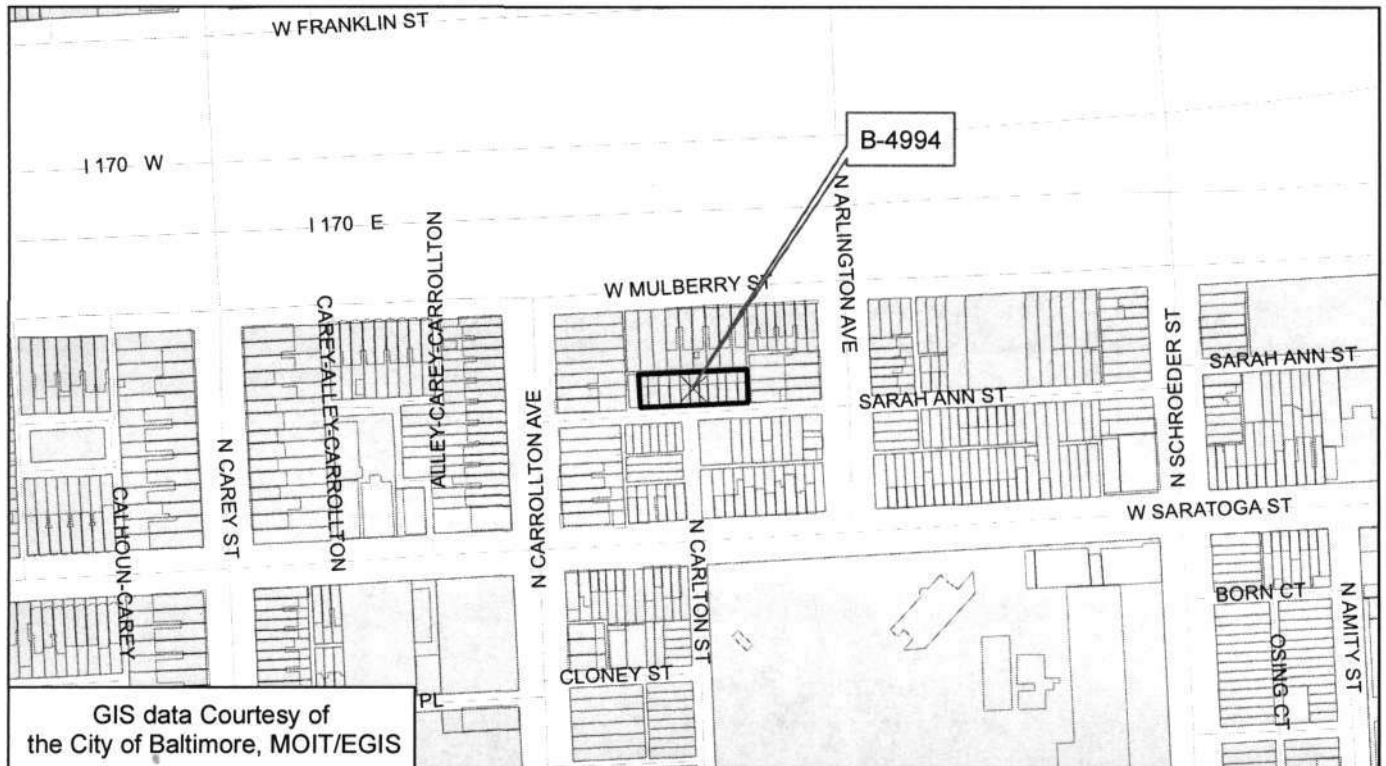 W FRANKLIN ST
B-4994
I 170 W
I 170 E
N ARLINGTON AVE
W MULBERRY ST
CAREY-ALLEY-CARROLLTON
ALLEY-CAREY-CARROLLTON
N SCHROEDER ST
SARAH ANN ST
SARAH ANN ST
N CARROLLTON AVE
N CAREY ST
CALHOUN-CAREY
W SARATOGA ST
N CARLTON ST
BORN CT
N AMITY ST
OSING CT
CLONEY ST
PL
GIS data Courtesy of
the City of Baltimore, MOIT/EGIS